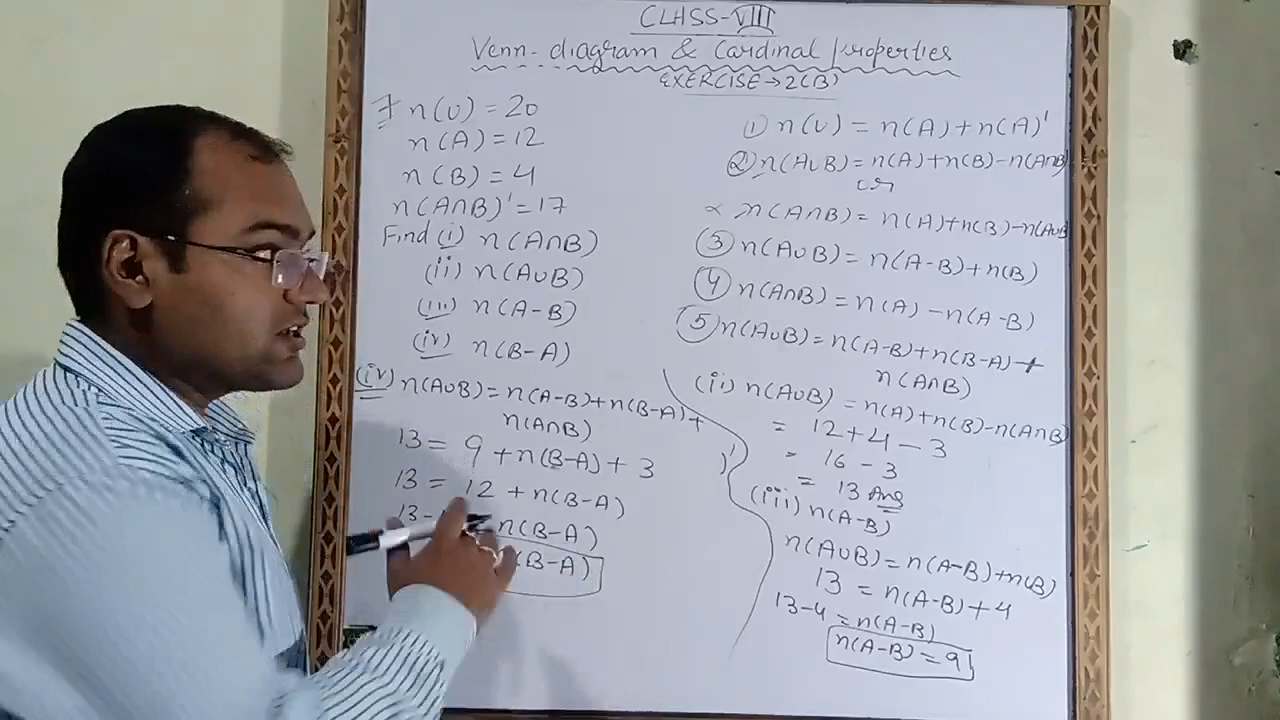 CLASS-VIII
Venn-diagram & Cardinal properties
EXERCISE→2(B)
7 n(U) = 20
n(A) = 12
n(B) = 4
n(A∩B)' = 17
Find (i) n(A∩B)
(ii) n(A∪B)
(iii) n(A-B)
(iv) n(B-A)
(iv) n(A∪B) = n(A-B)+n(B-A)+
n(A∩B)
13 = 9 + n(B-A) + 3
13 = 12 + n(B-A)
13- n(B-A)
(B-A)
① n(U) = n(A)+n(A)'
② n(A∪B) = n(A)+n(B)-n(A∩B)
or
n(A∩B) = n(A)+n(B)-n(A∪B)
③ n(A∪B) = n(A-B)+n(B)
④ n(A∩B) = n(A) -n(A-B)
⑤ n(A∪B) = n(A-B)+n(B-A)+
n(A∩B)
(ii) n(A∪B) = n(A)+n(B)-n(A∩B)
= 12+4-3
= 16-3
= 13 Ans
(iii) n(A-B)
n(A∪B) = n(A-B)+n(B)
13 = n(A-B)+4
13-4 = n(A-B)
n(A-B) = 9